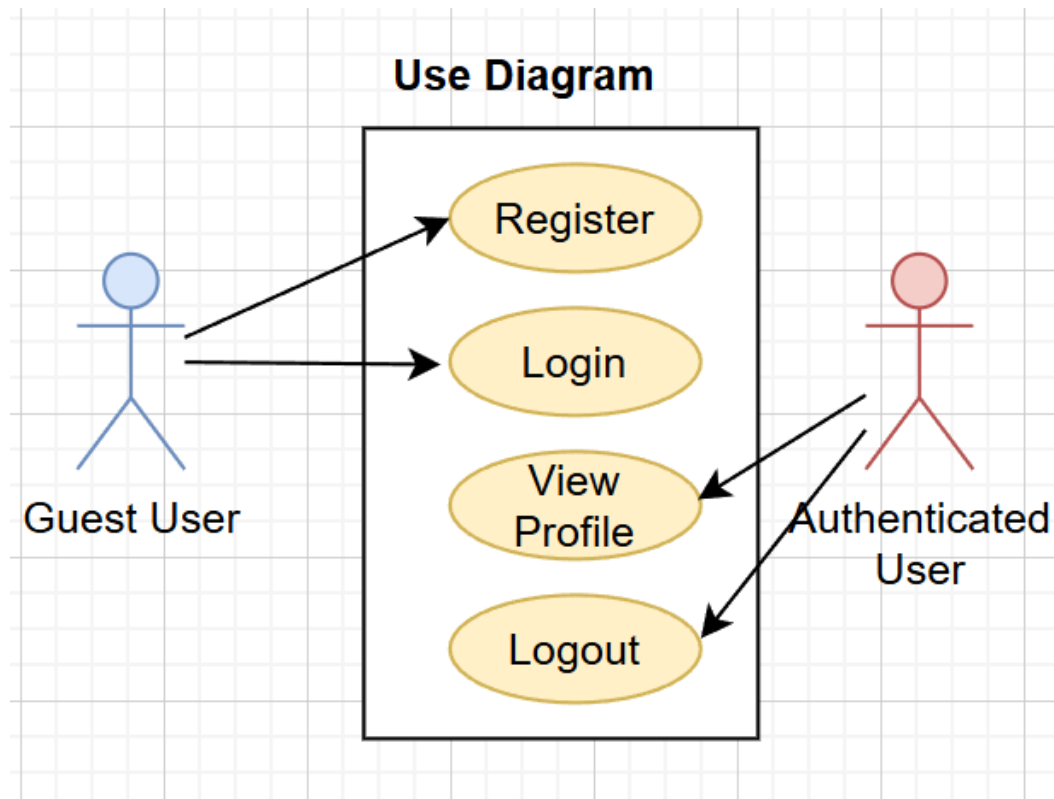 Use Diagram
Register
Login
View
Profile
Logout
Guest User
Authenticated
User